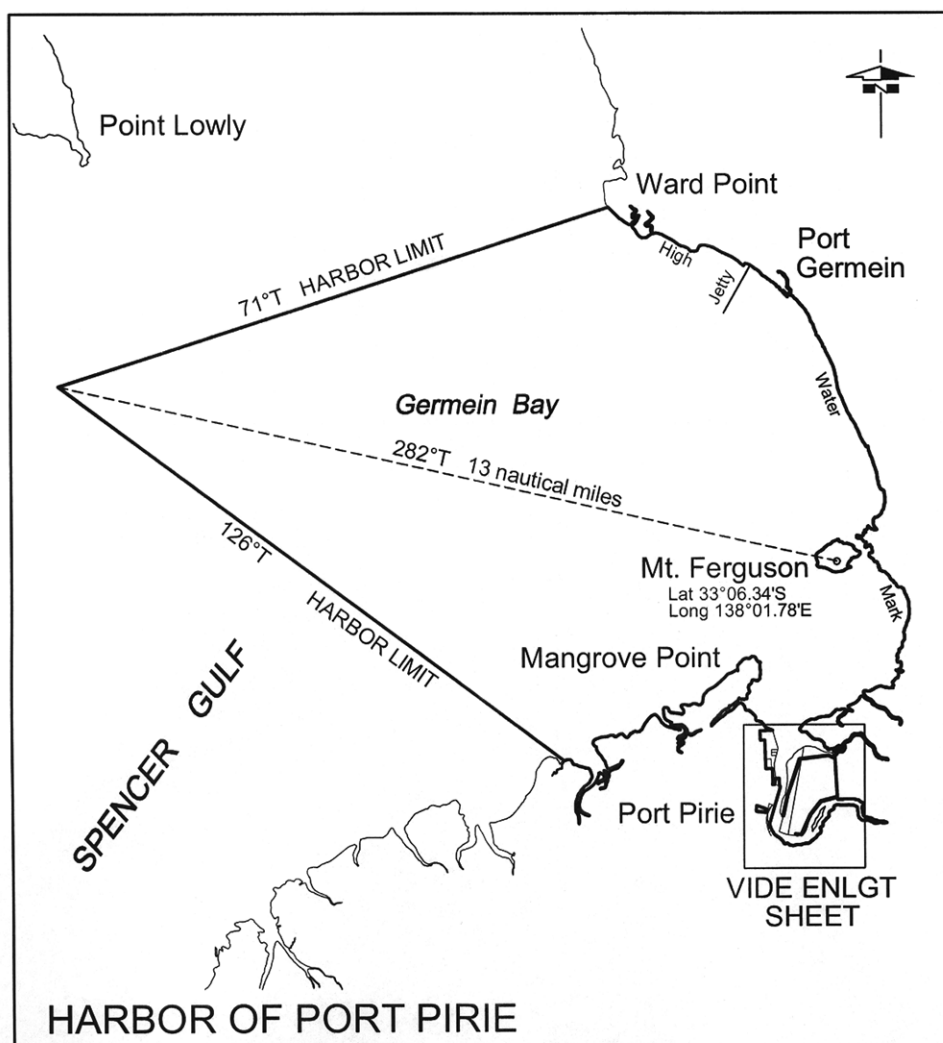 Point Lowly
N
Ward Point
High
Port
Germein
Jetty
71°T HARBOR LIMIT
Water
Germein Bay
282°T 13 nautical miles
126°T
HARBOR LIMIT
Mt. Ferguson
Lat 33°06.34'S
Long 138°01.78'E
Mark
Mangrove Point
SPENCER GULF
Port Pirie
VIDE ENLGT
SHEET
HARBOR OF PORT PIRIE